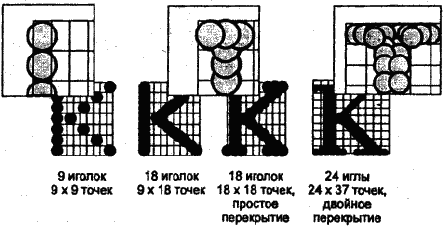 9 иголок
9 x 9 точек
18 иголок
9 x 18 точек
18 иголок
18 x 18 точек,
простое
перекрытие
24 иглы
24 x 37 точек,
двойное
перекрытие